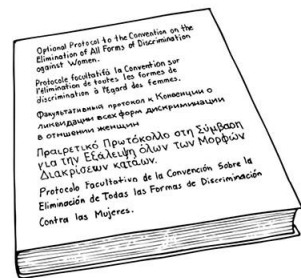 Optional Protocol to the Convention on the
Elimination of All Forms of Discrimination
against Women.
Protocole facultatif à la Convention sur
l'élimination de toutes les formes de
discrimination à l'égard des femmes.
Факультативный протокол к Конвенции о
ликвидации всех форм дискриминации
в отношении женщин
Πραιρετικό Πρωτόκολλο στη Σύμβαση
για την Εξάλειψη όλων των Μορφών
Διακρίσεων κατάων.
Protocolo Facultativo de la Convención Sobre la
Eliminación de Todas las Formas de Discriminación
Contra las Mujeres.